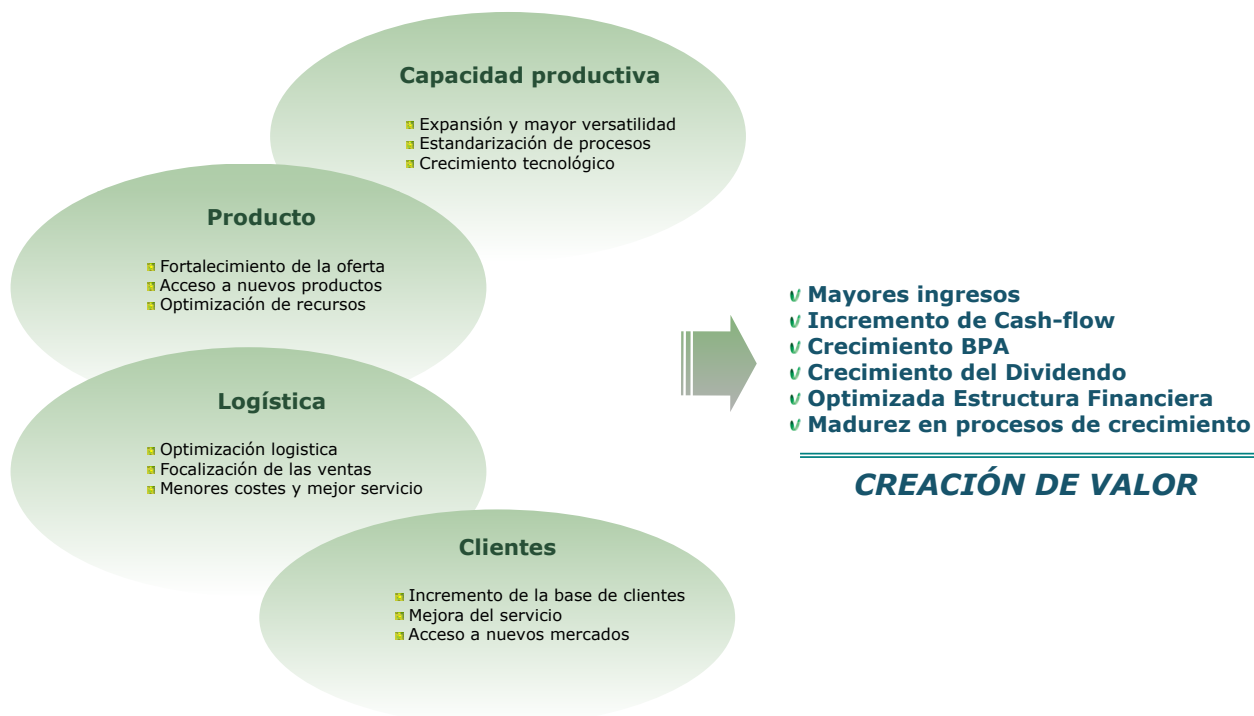 Capacidad productiva
Expansión y mayor versatilidad
Estandarización de procesos
Crecimiento tecnológico
Producto
Fortalecimiento de la oferta
Acceso a nuevos productos
Optimización de recursos
Logística
Optimización logistica
Focalización de las ventas
Menores costes y mejor servicio
Clientes
Incremento de la base de clientes
Mejora del servicio
Acceso a nuevos mercados
Mayores ingresos
Incremento de Cash-flow
Crecimiento BPA
Crecimiento del Dividendo
Optimizada Estructura Financiera
Madurez en procesos de crecimiento
CREACIÓN DE VALOR